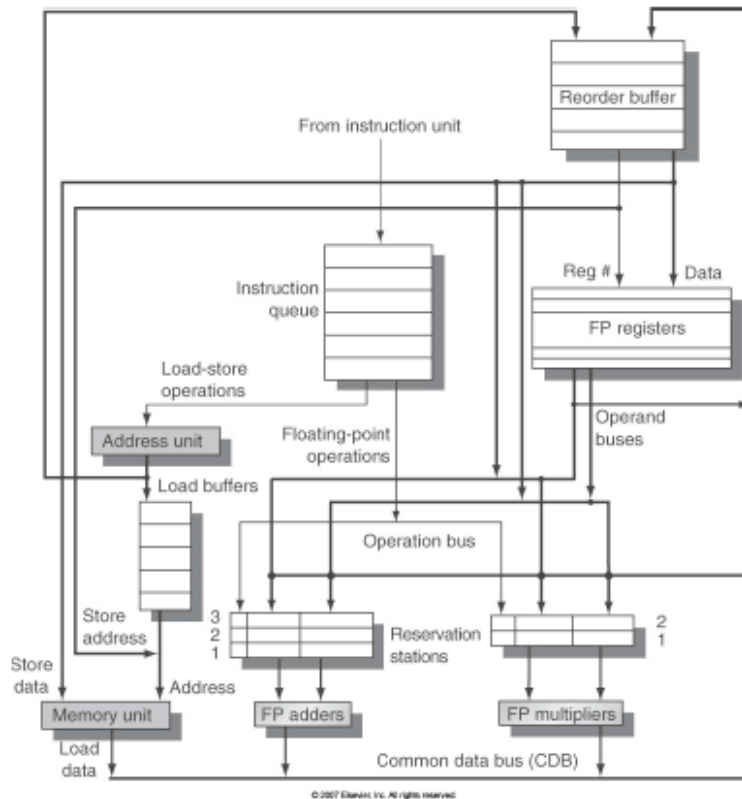 Reorder buffer
From instruction unit
Reg #
Data
Instruction
queue
FP registers
Load-store
operations
Operand
buses
Address unit
Floating-point
operations
Load buffers
Operation bus
Store
address
3
2
1
Reservation
stations
2
1
Store
data
Address
Memory unit
FP adders
FP multipliers
Load
data
Common data bus (CDB)
© 2007 Elsevier, Inc. All rights reserved.